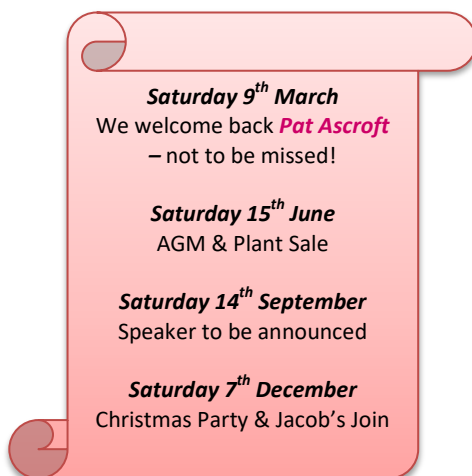 Saturday 9th March
We welcome back Pat Ascroft
– not to be missed!
Saturday 15th June
AGM & Plant Sale
Saturday 14th September
Speaker to be announced
Saturday 7th December
Christmas Party & Jacob's Join